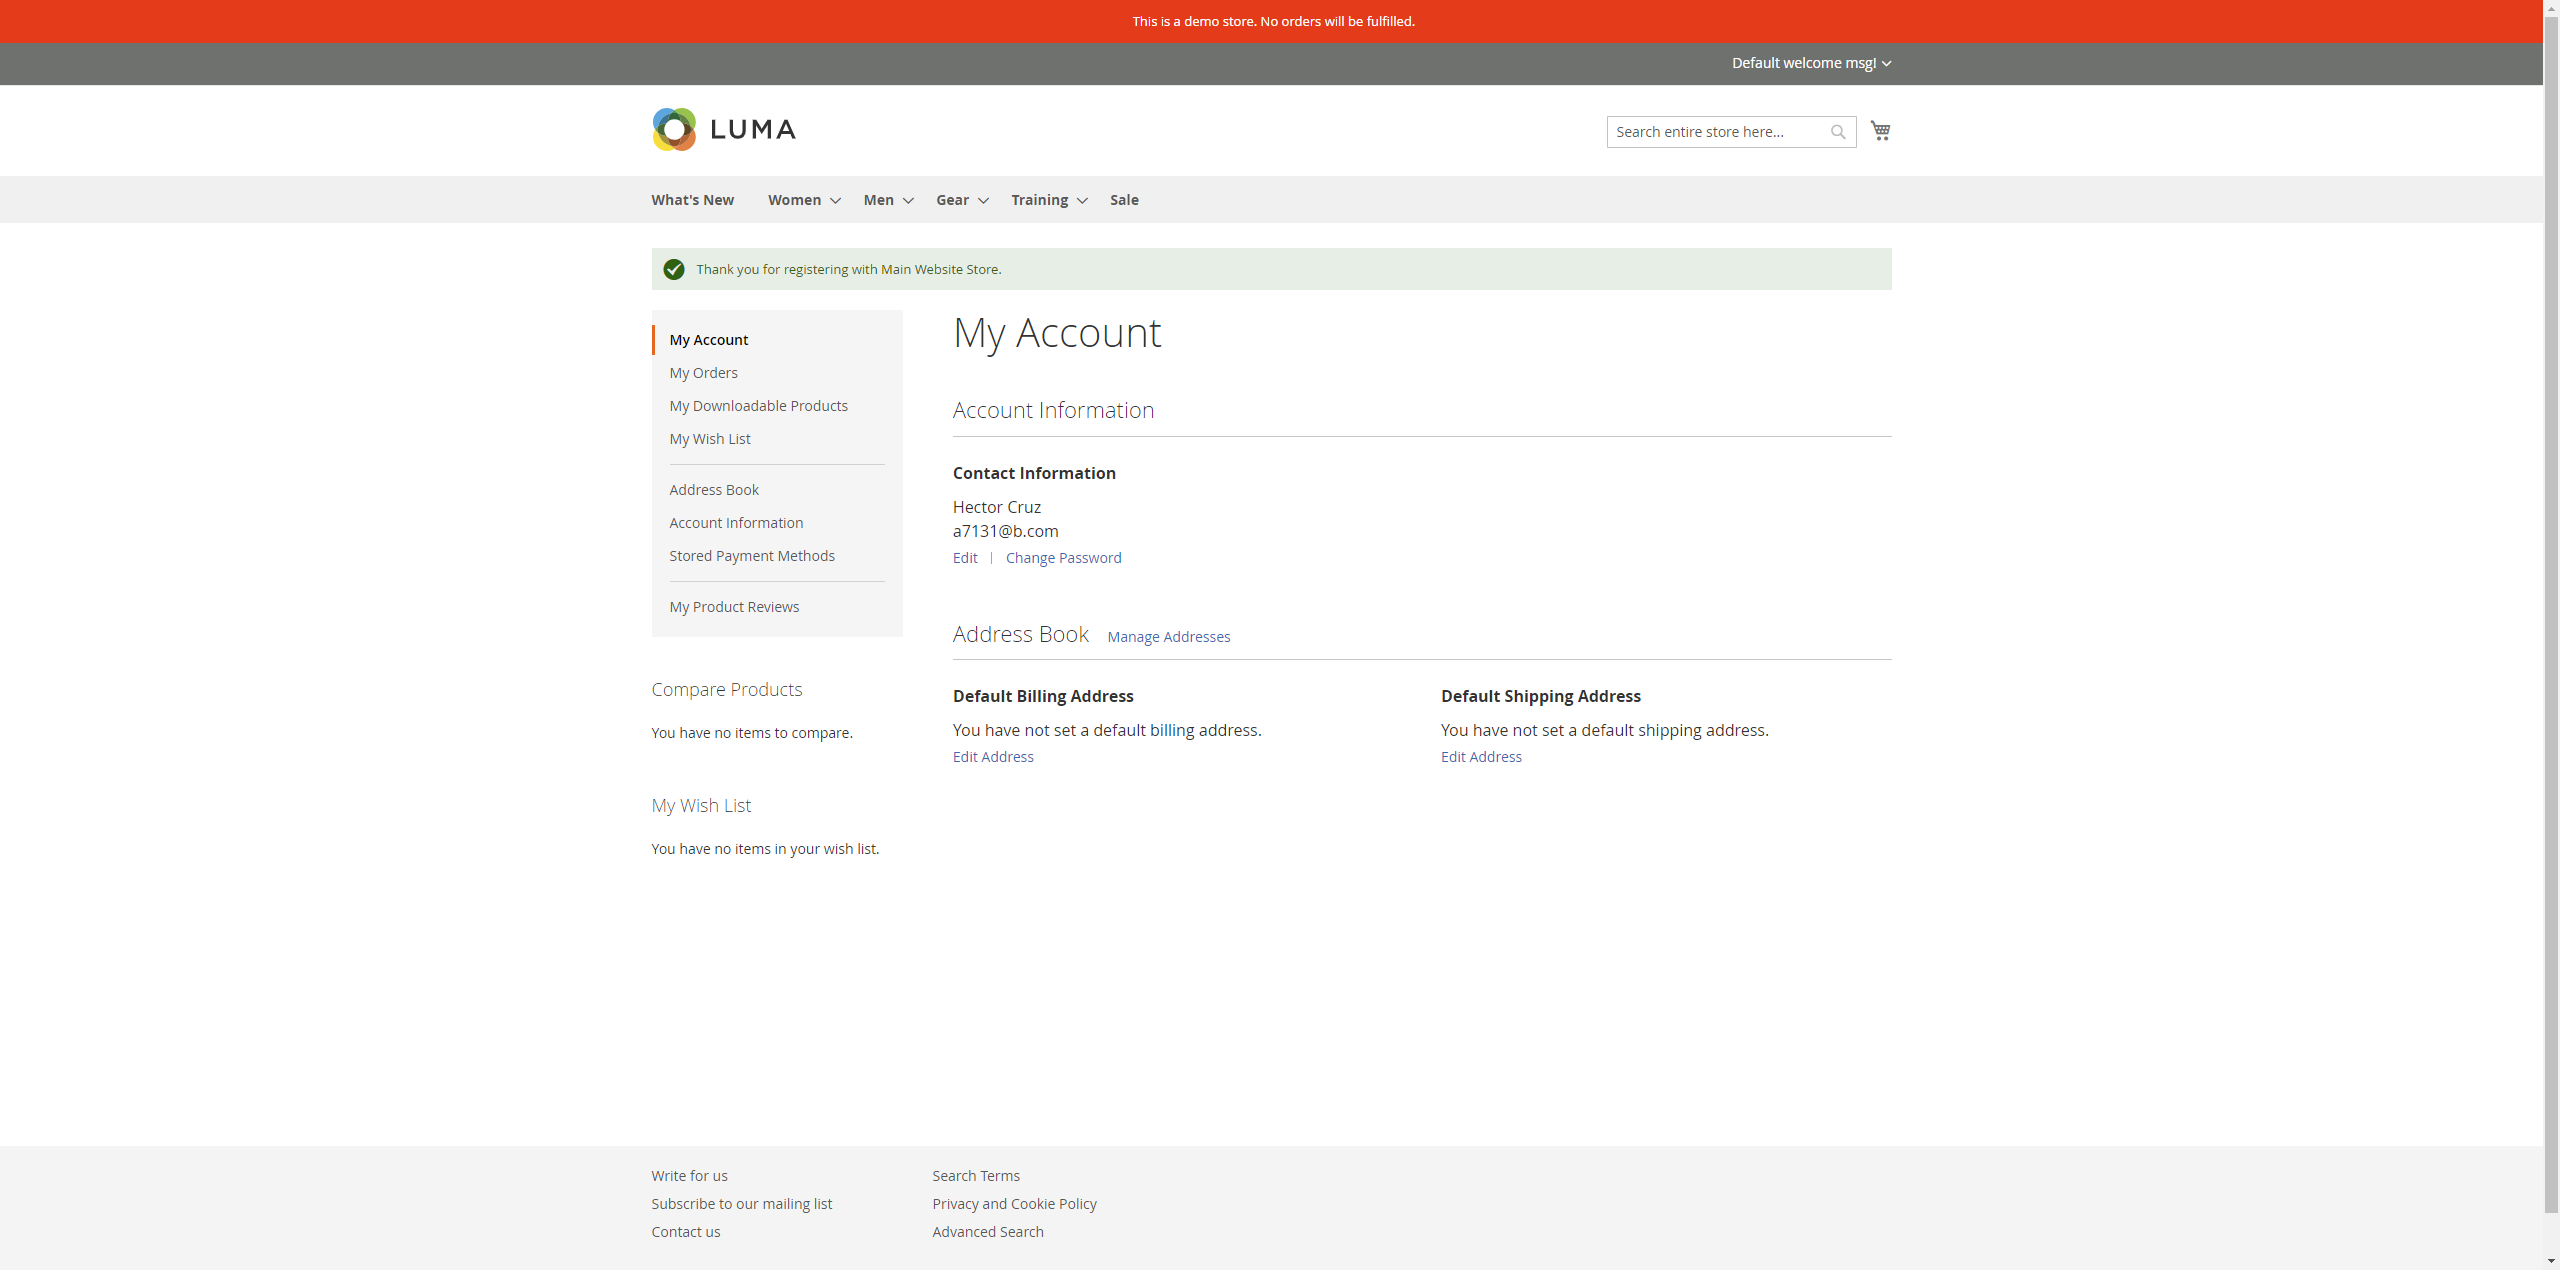 This is a demo store. No orders will be fulfilled.
Default welcome msg!
LUMA
Search entire store here...
What's New
Women
Men
Gear
Training
Sale
Thank you for registering with Main Website Store.
My Account
My Orders
My Downloadable Products
My Wish List
Address Book
Account Information
Stored Payment Methods
My Product Reviews
Compare Products
You have no items to compare.
My Wish List
You have no items in your wish list.
My Account
Account Information
Contact Information
Hector Cruz
a7131@b.com
Edit | Change Password
Address Book Manage Addresses
Default Billing Address
You have not set a default billing address.
Edit Address
Default Shipping Address
You have not set a default shipping address.
Edit Address
Write for us
Subscribe to our mailing list
Contact us
Search Terms
Privacy and Cookie Policy
Advanced Search